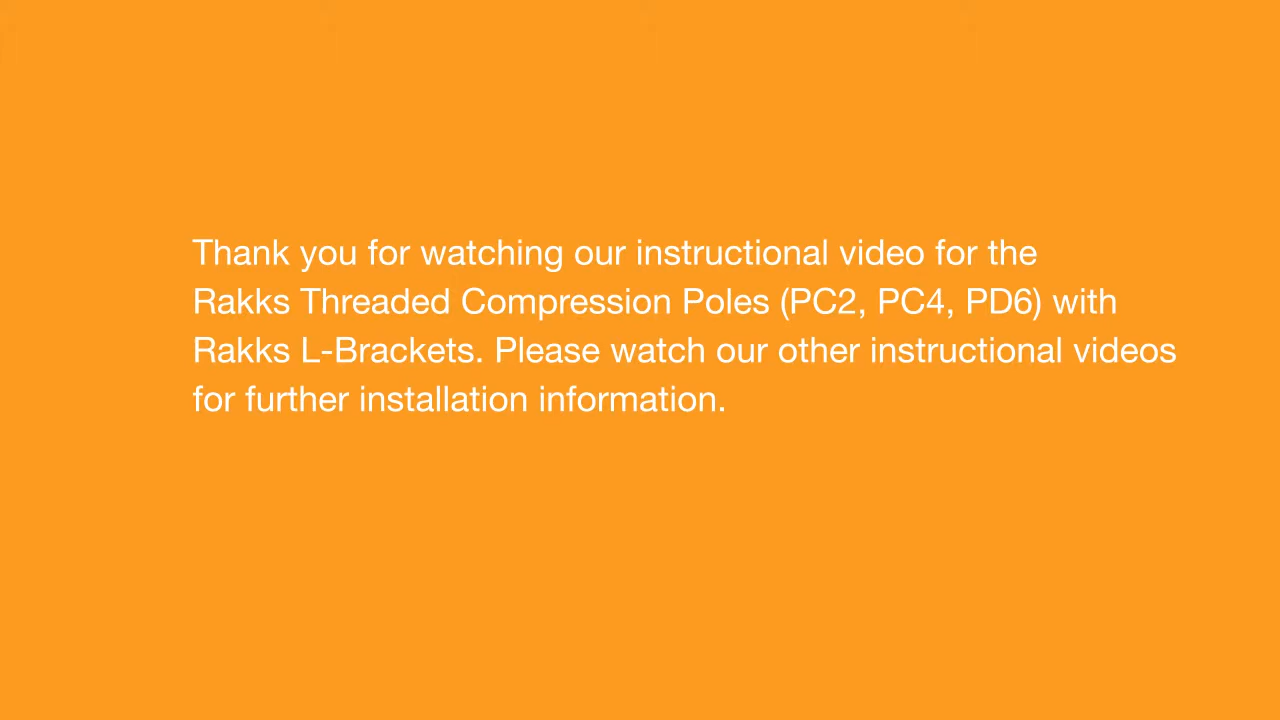 Thank you for watching our instructional video for the
Rakks Threaded Compression Poles (PC2, PC4, PD6) with
Rakks L-Brackets. Please watch our other instructional videos
for further installation information.